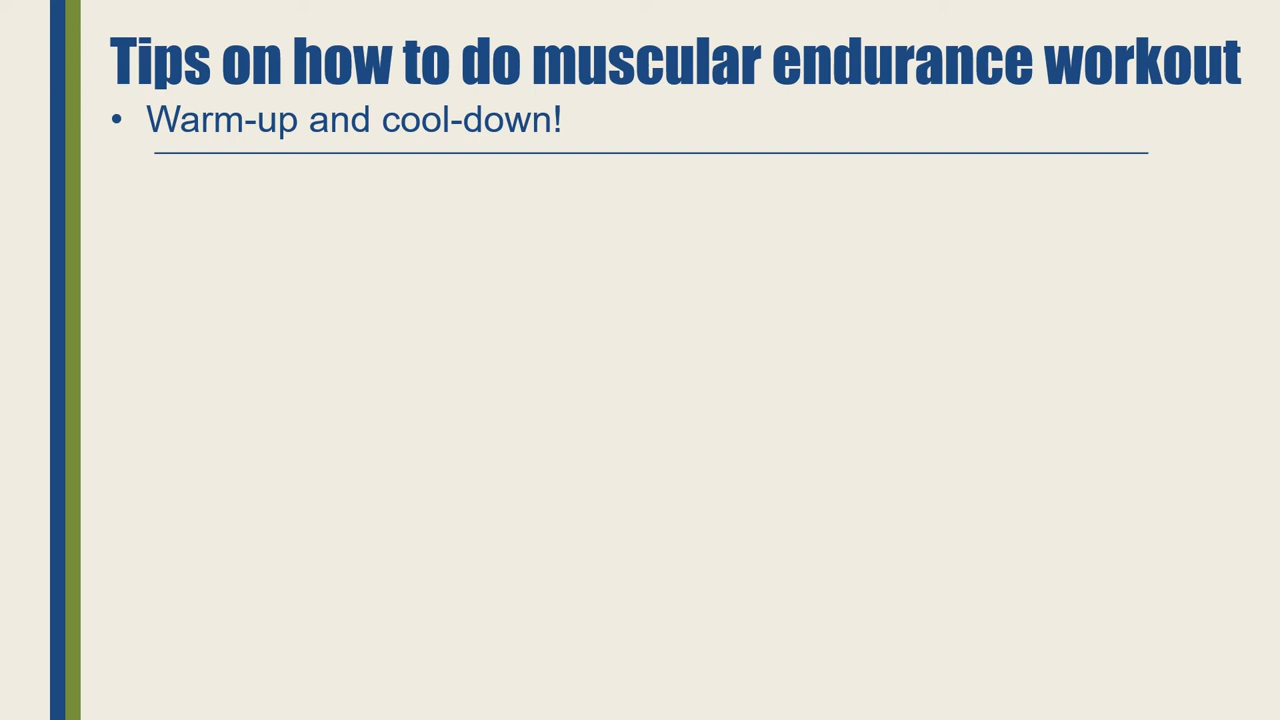 Tips on how to do muscular endurance workout
• Warm-up and cool-down!